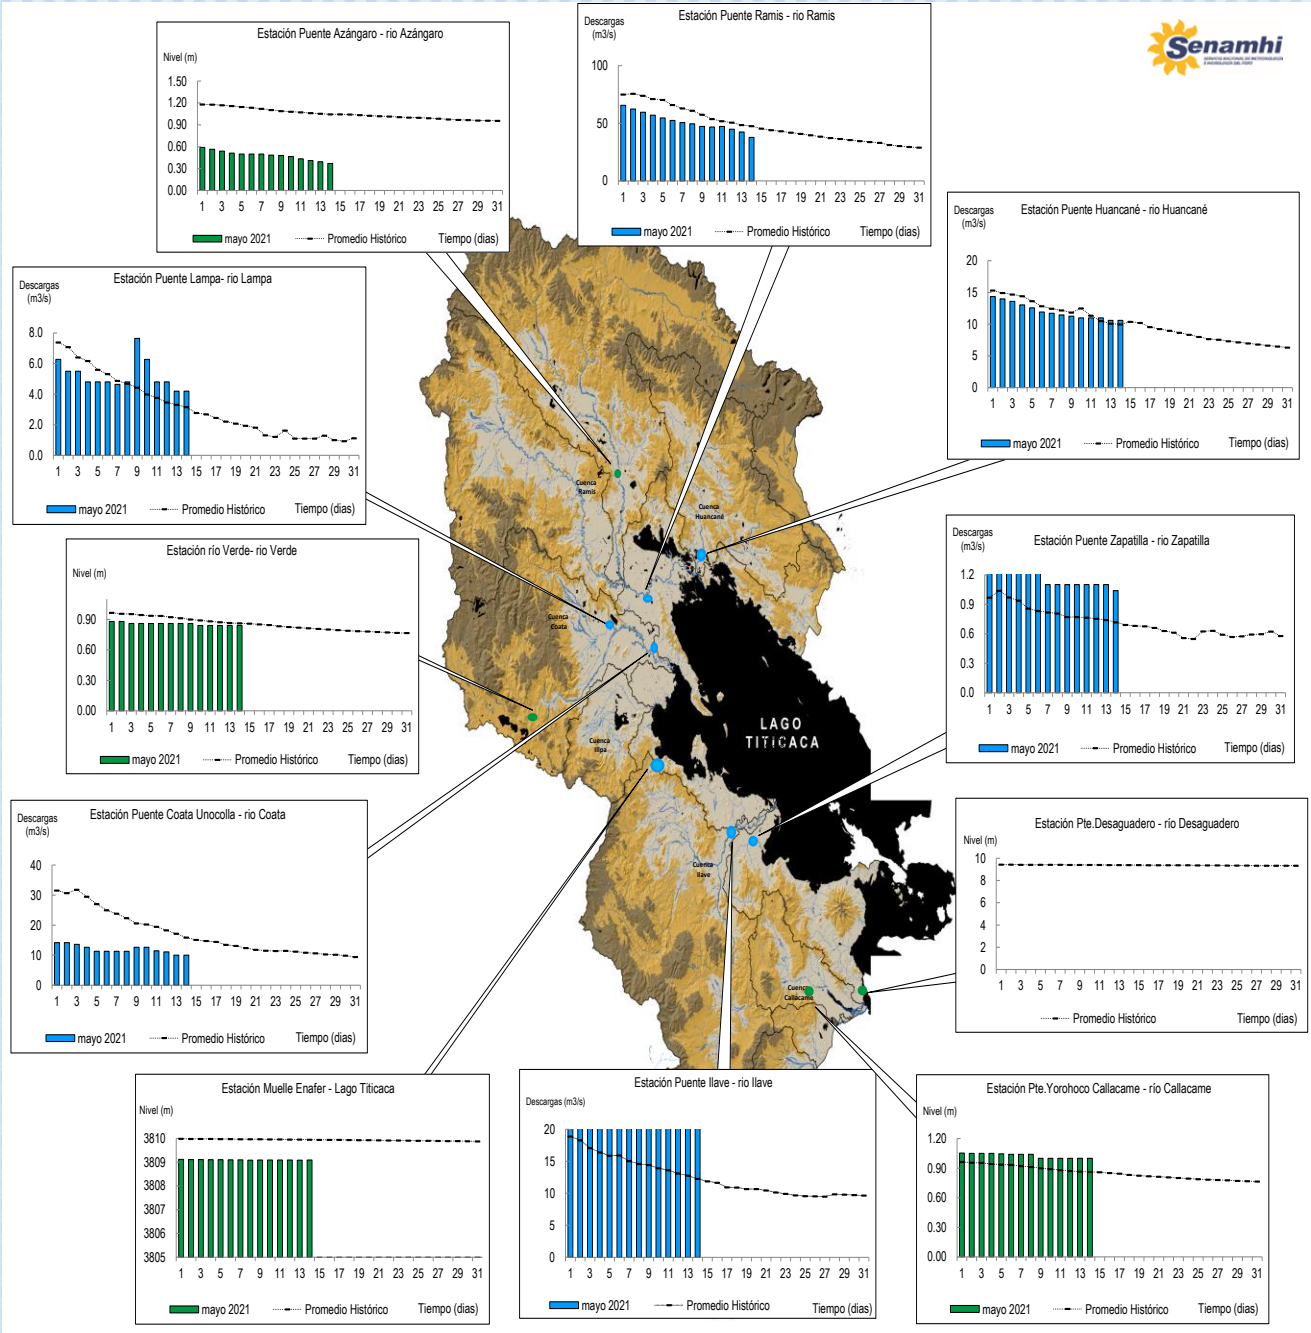 Estación Puente Azángaro - rio Azángaro
Nivel (m)
1.50
1.20
0.90
0.60
0.30
0.00
1 3 5 7 9 11 13 15 17 19 21 23 25 27 29 31
mayo 2021 Promedio Histórico Tiempo (dias)
Estación Puente Ramis - rio Ramis
Descargas
(m3/s)
100
50
0
1 3 5 7 9 11 13 15 17 19 21 23 25 27 29 31
mayo 2021 Promedio Histórico Tiempo (dias)
Senamhi
Estación Puente Huancané - rio Huancané
Descargas
(m3/s)
20
15
10
5
0
1 3 5 7 9 11 13 15 17 19 21 23 25 27 29 31
mayo 2021 Promedio Histórico Tiempo (dias)
Estación Puente Lampa- rio Lampa
Descargas
(m3/s)
8.0
6.0
4.0
2.0
0.0
1 3 5 7 9 11 13 15 17 19 21 23 25 27 29 31
mayo 2021 Promedio Histórico Tiempo (dias)
Estación río Verde- rio Verde
Nivel (m)
0.90
0.60
0.30
0.00
1 3 5 7 9 11 13 15 17 19 21 23 25 27 29 31
mayo 2021 Promedio Histórico Tiempo (dias)
Estación Puente Zapatilla - rio Zapatilla
Descargas
(m3/s)
1.2
0.9
0.6
0.3
0.0
1 3 5 7 9 11 13 15 17 19 21 23 25 27 29 31
mayo 2021 Promedio Histórico Tiempo (dias)
Cuenca
Ramis
Cuenca
Huancané
Cuenca
Coata
Cuenca
Illpa
LAGO
TITICACA
Cuenca
Ilave
Cuenca
Callacame
Estación Puente Coata Unocolla - rio Coata
Descargas
(m3/s)
40
30
20
10
0
1 3 5 7 9 11 13 15 17 19 21 23 25 27 29 31
mayo 2021 Promedio Histórico Tiempo (dias)
Estación Pte.Desaguadero - río Desaguadero
Nivel (m)
10
8
6
4
2
0
1 3 5 7 9 11 13 15 17 19 21 23 25 27 29 31
Promedio Histórico Tiempo (dias)
Estación Muelle Enafer - Lago Titicaca
Nivel (m)
3810
3809
3808
3807
3806
3805
1 3 5 7 9 11 13 15 17 19 21 23 25 27 29 31
mayo 2021 Promedio Histórico Tiempo (dias)
Estación Puente Ilave - rio Ilave
Descargas (m3/s)
20
15
10
5
0
1 3 5 7 9 11 13 15 17 19 21 23 25 27 29 31
mayo 2021 Promedio Histórico Tiempo (dias)
Estación Pte.Yorohoco Callacame - río Callacame
Nivel (m)
1.20
0.90
0.60
0.30
0.00
1 3 5 7 9 11 13 15 17 19 21 23 25 27 29 31
mayo 2021 Promedio Histórico Tiempo (dias)